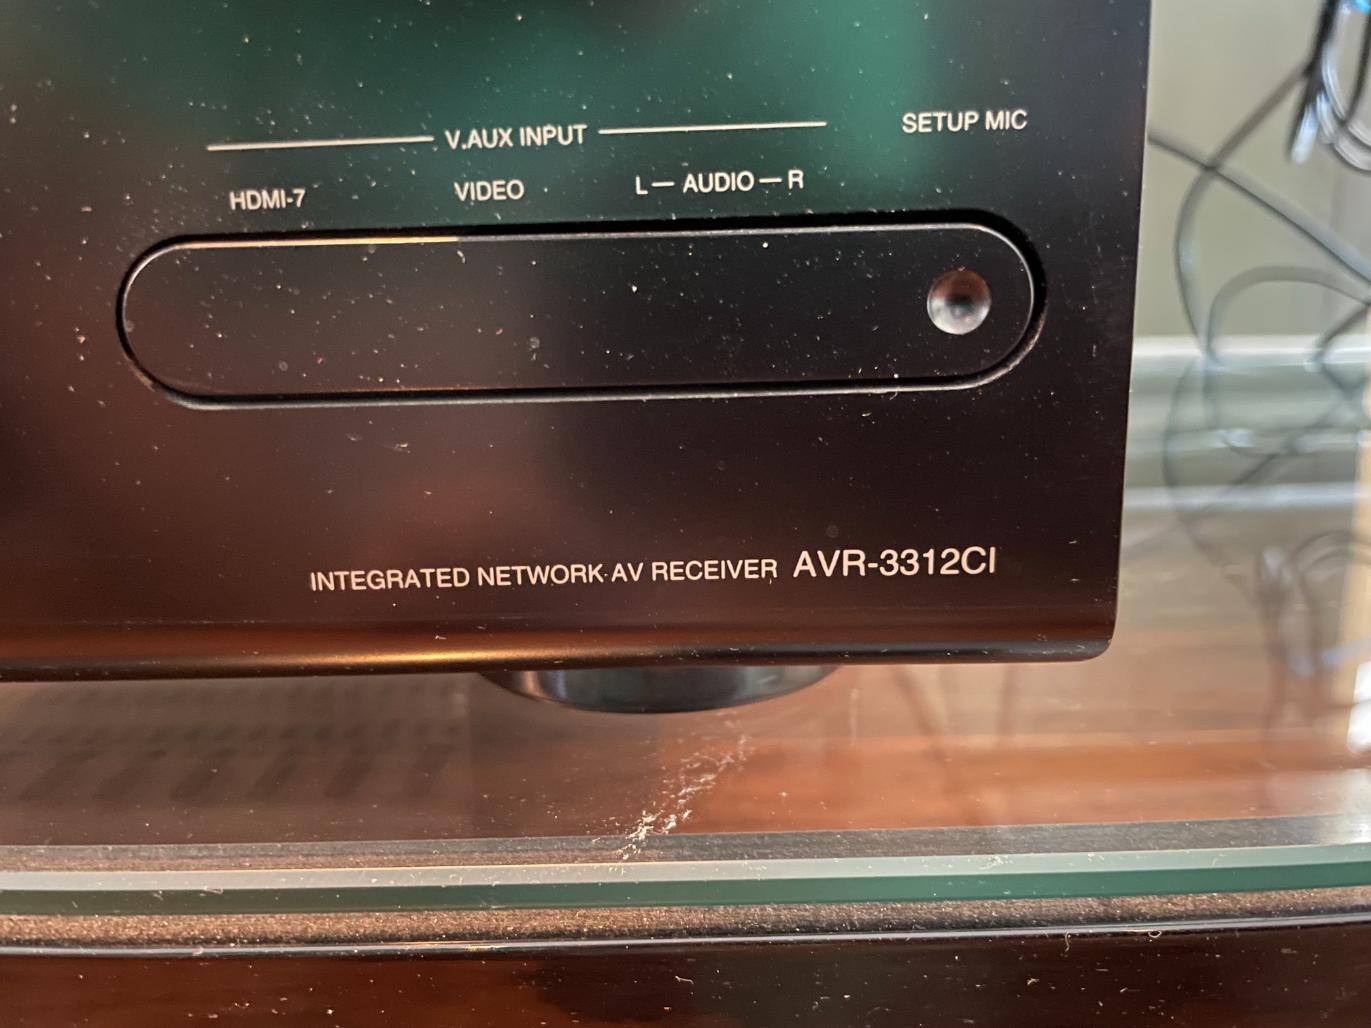 V.AUX INPUT
SETUP MIC
HDMI-7 VIDEO L — AUDIO — R
INTEGRATED NETWORK AV RECEIVER AVR-3312CI